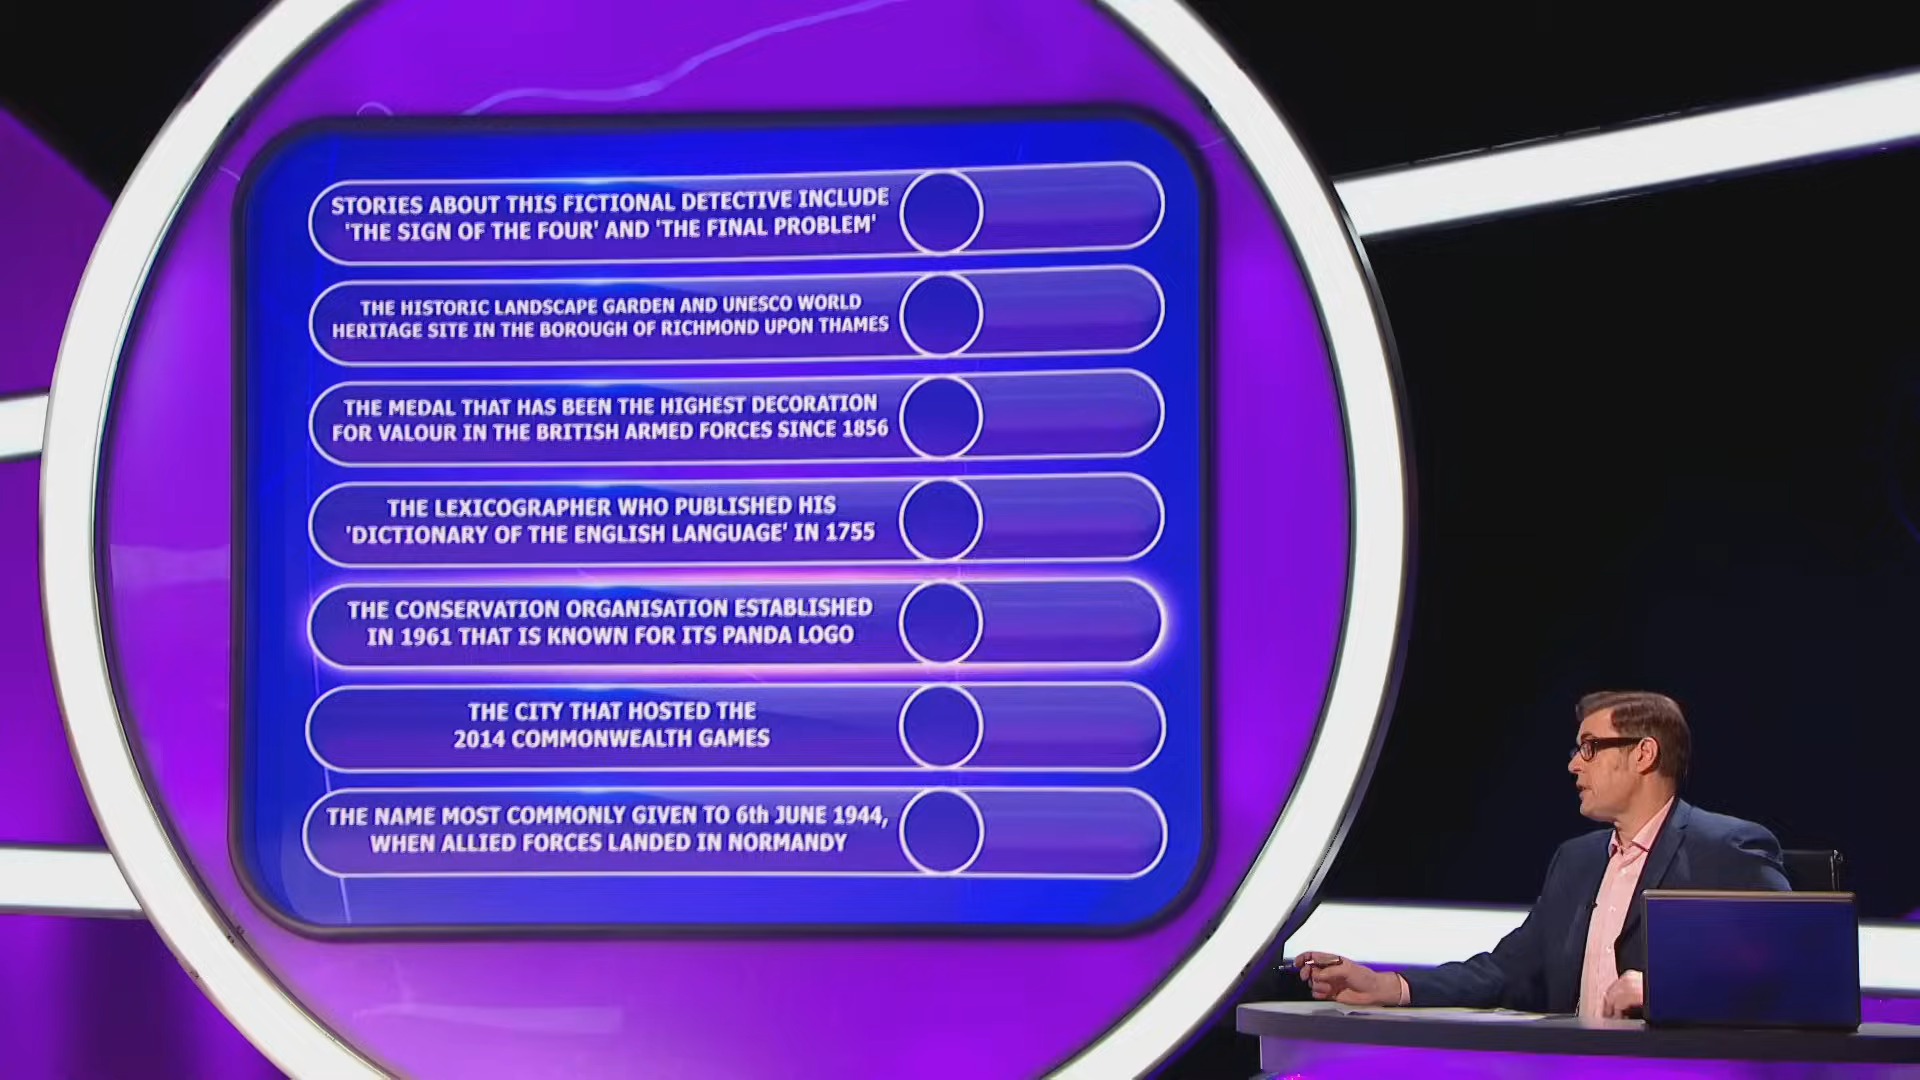 STORIES ABOUT THIS FICTIONAL DETECTIVE INCLUDE
'THE SIGN OF THE FOUR' AND 'THE FINAL PROBLEM'
THE HISTORIC LANDSCAPE GARDEN AND UNESCO WORLD
HERITAGE SITE IN THE BOROUGH OF RICHMOND UPON THAMES
THE MEDAL THAT HAS BEEN THE HIGHEST DECORATION
FOR VALOUR IN THE BRITISH ARMED FORCES SINCE 1856
THE LEXICOGRAPHER WHO PUBLISHED HIS
'DICTIONARY OF THE ENGLISH LANGUAGE' IN 1755
THE CONSERVATION ORGANISATION ESTABLISHED
IN 1961 THAT IS KNOWN FOR ITS PANDA LOGO
THE CITY THAT HOSTED THE
2014 COMMONWEALTH GAMES
THE NAME MOST COMMONLY GIVEN TO 6th JUNE 1944,
WHEN ALLIED FORCES LANDED IN NORMANDY